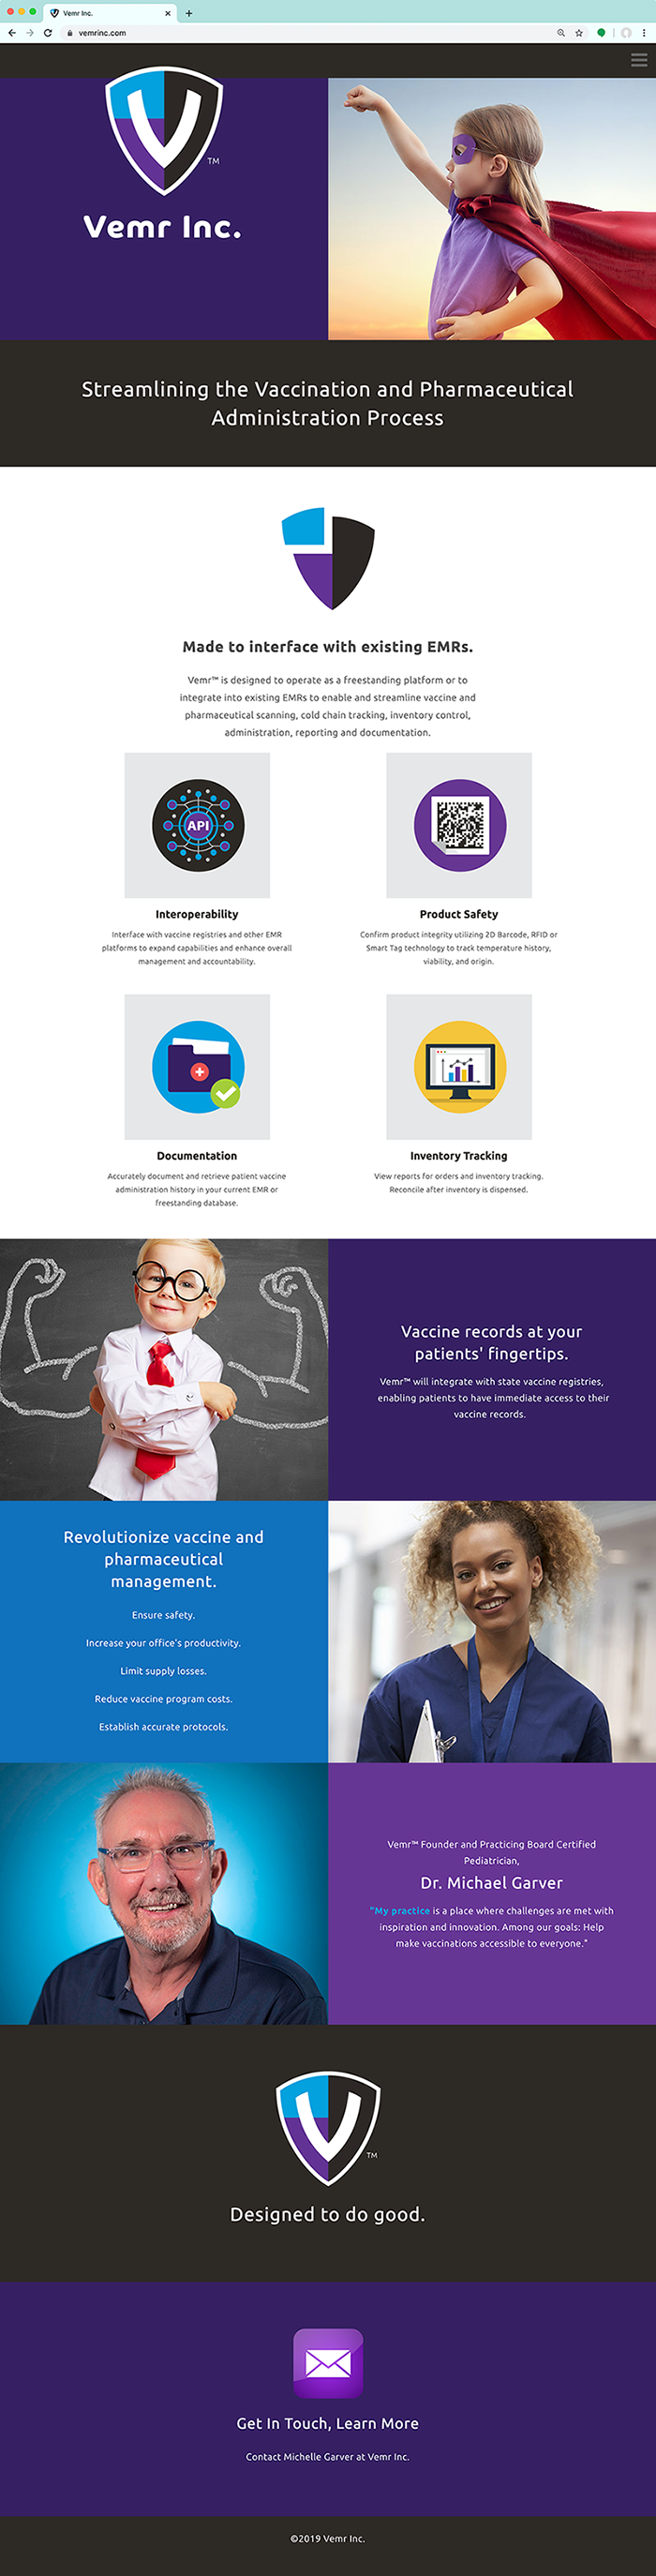 Vemr Inc.
vemrinc.com
V
TM
Vemr Inc.
Streamlining the Vaccination and Pharmaceutical
Administration Process
Made to interface with existing EMRs.
Vemr™ is designed to operate as a freestanding platform or to
integrate into existing EMRs to enable and streamline vaccine and
pharmaceutical scanning, cold chain tracking, inventory control,
administration, reporting and documentation.
API
Interoperability
Interface with vaccine registries and other EMR
platforms to expand capabilities and enhance overall
management and accountability.
Product Safety
Confirm product integrity utilizing 2D Barcode, RFID or
Smart Tag technology to track temperature history,
viability, and origin.
Documentation
Accurately document and retrieve patient vaccine
administration history in your current EMR or
freestanding database.
Inventory Tracking
View reports for orders and inventory tracking.
Reconcile after inventory is dispensed.
Vaccine records at your
patients' fingertips.
Vemr™ will integrate with state vaccine registries,
enabling patients to have immediate access to their
vaccine records.
Revolutionize vaccine and
pharmaceutical
management.
Ensure safety.
Increase your office's productivity.
Limit supply losses.
Reduce vaccine program costs.
Establish accurate protocols.
Vemr™ Founder and Practicing Board Certified
Pediatrician,
Dr. Michael Garver
"My practice is a place where challenges are met with
inspiration and innovation. Among our goals: Help
make vaccinations accessible to everyone."
V
TM
Designed to do good.
Get In Touch, Learn More
Contact Michelle Garver at Vemr Inc.
©2019 Vemr Inc.